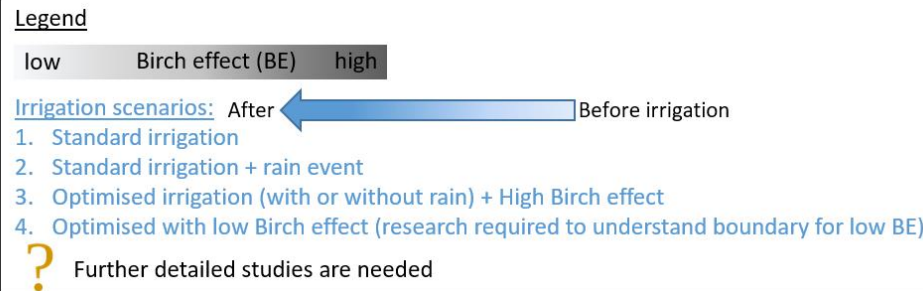 Legend
low Birch effect (BE) high
Irrigation scenarios: After Before irrigation
1. Standard irrigation
2. Standard irrigation + rain event
3. Optimised irrigation (with or without rain) + High Birch effect
4. Optimised with low Birch effect (research required to understand boundary for low BE)
? Further detailed studies are needed